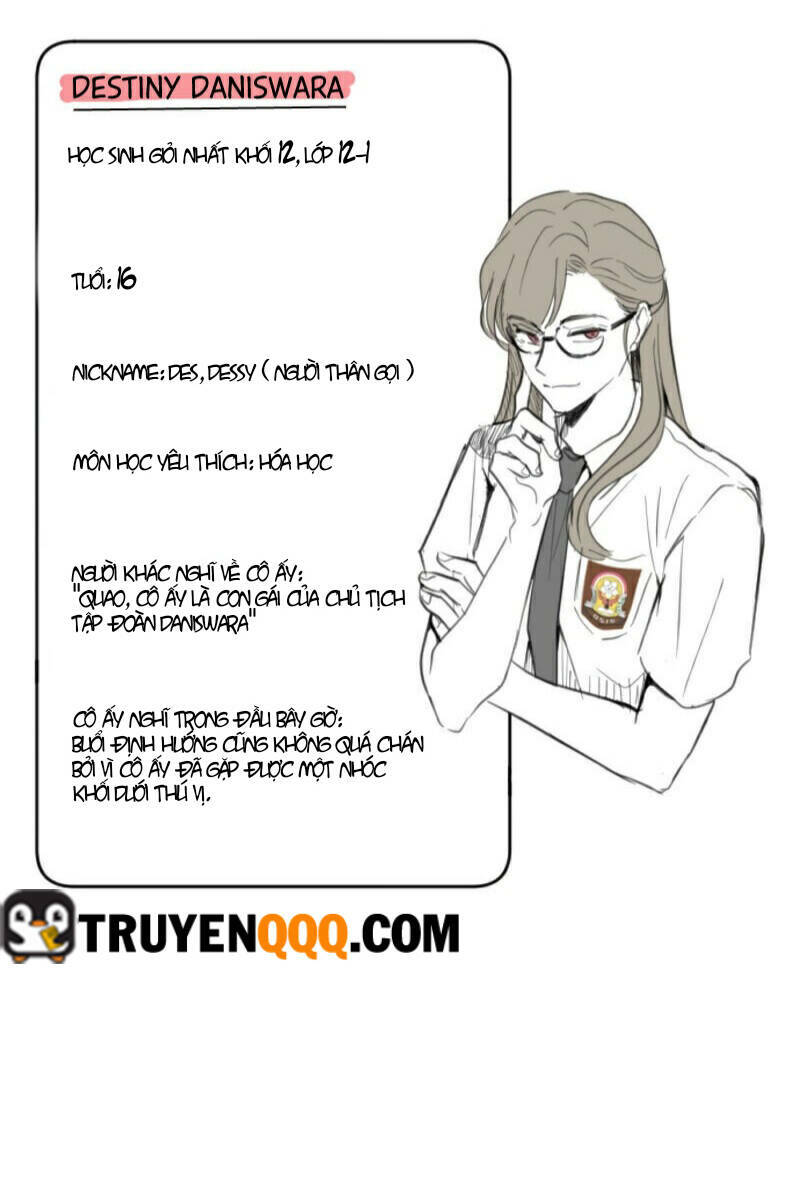 DESTINY DANISWARA
HỌC SINH GIỎI NHẤT KHỐI 12, LỚP 12-1
TUỔI: 16
NICKNAME: DES, DESSY ( NGƯỜI THÂN GỌI )
MÔN HỌC YÊU THÍCH: HÓA HỌC
NGƯỜI KHÁC NGHĨ VỀ CÔ ẤY:
"QUAO, CÔ ẤY LÀ CON GÁI CỦA CHỦ TỊCH
TẬP ĐOÀN DANISWARA"
CÔ ẤY NGHĨ TRONG ĐẦU BÂY GIỜ:
BUỔI ĐỊNH HƯỚNG CŨNG KHÔNG QUÁ CHÁN
BỞI VÌ CÔ ẤY ĐÃ GẶP ĐƯỢC MỘT NHÓC
KHỐI DƯỚI THÚ VỊ.
OSIS
TRUYENQQQ.COM